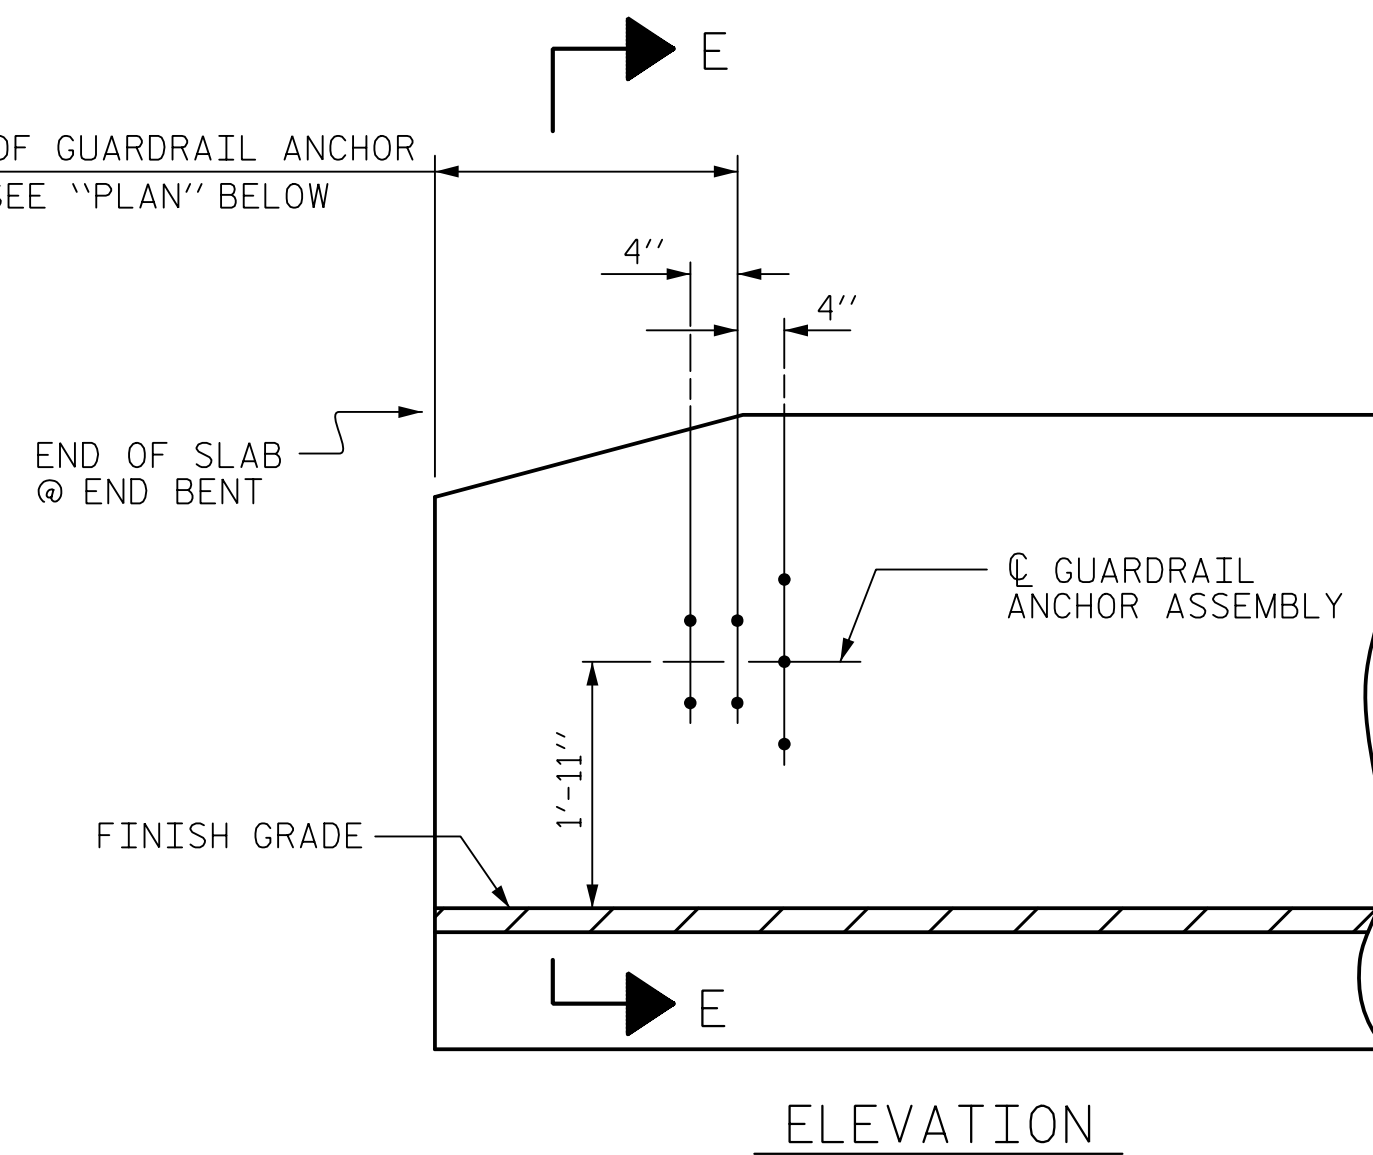 E
OF GUARDRAIL ANCHOR
SEE ‵‵PLAN′′ BELOW
4′′
4′′
END OF SLAB
@ END BENT
℄ GUARDRAIL
ANCHOR ASSEMBLY
1′-11′′
FINISH GRADE
E
ELEVATION